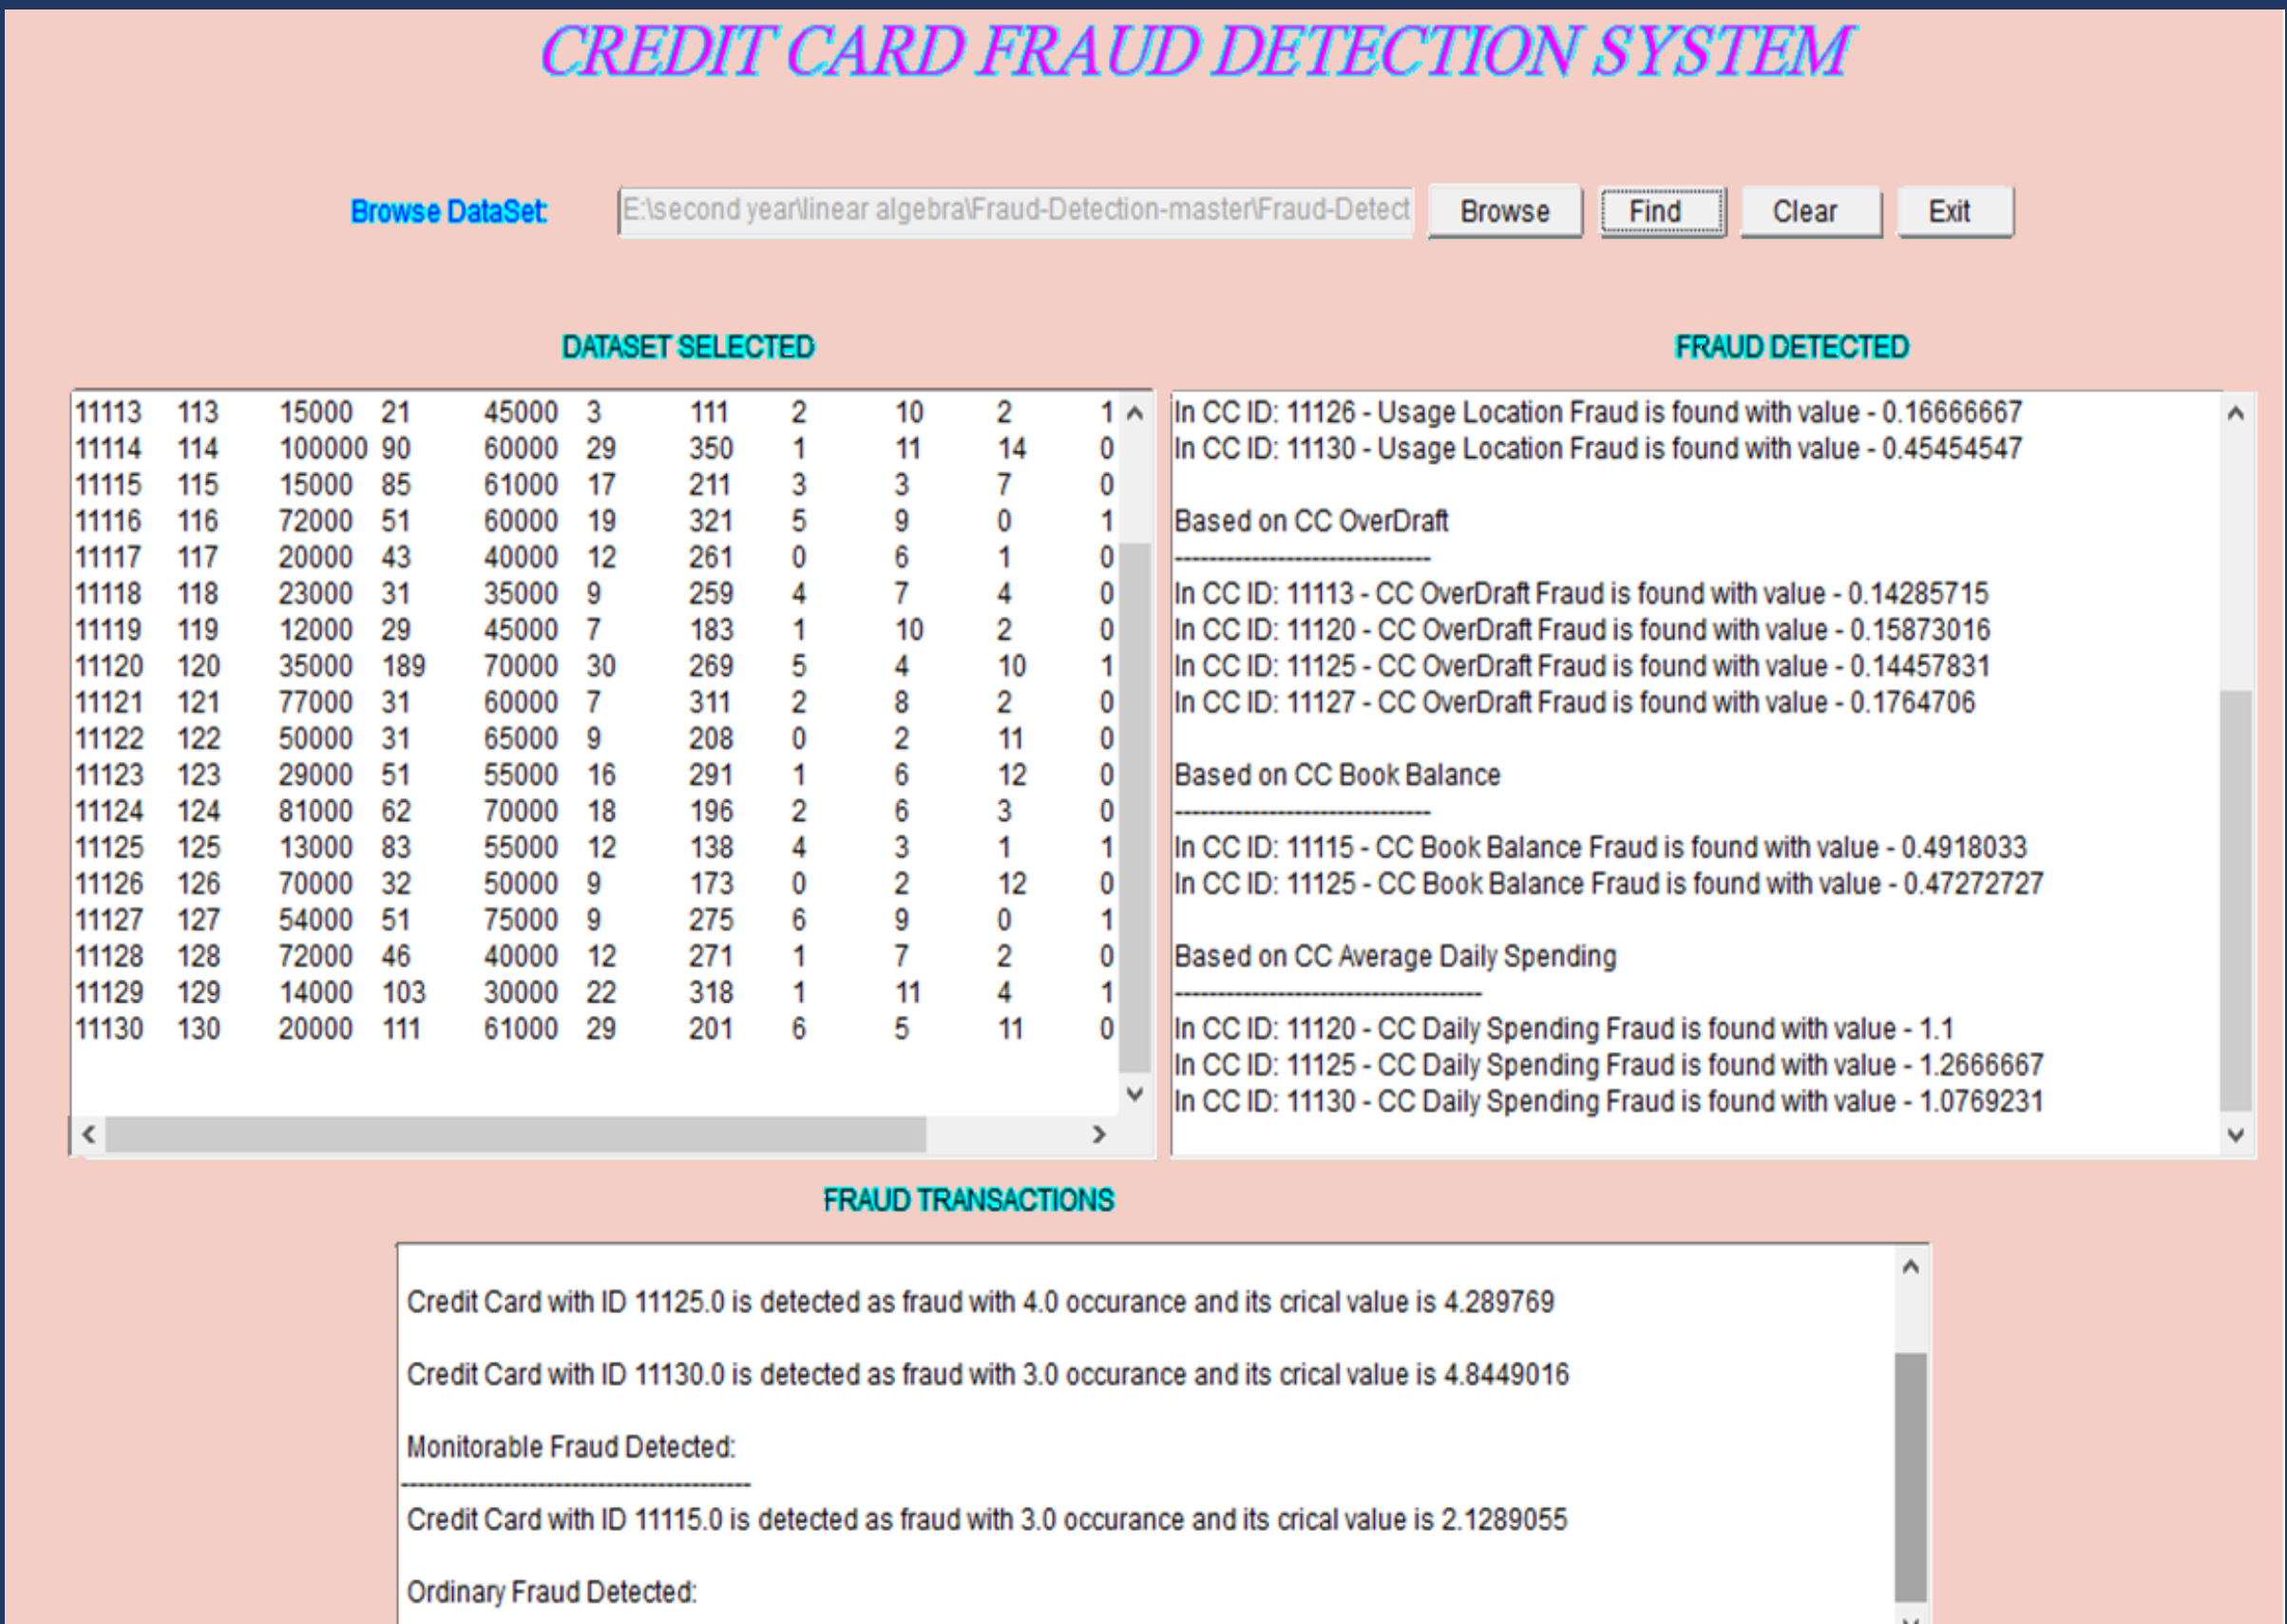 CREDIT CARD FRAUD DETECTION SYSTEM
Browse DataSet: E:\second year\linear algebra\Fraud-Detection-master\Fraud-Detect Browse Find Clear Exit
DATASET SELECTED
11113 113 15000 21 45000 3 111 2 10 2 1
11114 114 100000 90 60000 29 350 1 11 14 0
11115 115 15000 85 61000 17 211 3 3 7 0
11116 116 72000 51 60000 19 321 5 9 0 1
11117 117 20000 43 40000 12 261 0 6 1 0
11118 118 23000 31 35000 9 259 4 7 4 0
11119 119 12000 29 45000 7 183 1 10 2 0
11120 120 35000 189 70000 30 269 5 4 10 1
11121 121 77000 31 60000 7 311 2 8 2 0
11122 122 50000 31 65000 9 208 0 2 11 0
11123 123 29000 51 55000 16 291 1 6 12 0
11124 124 81000 62 70000 18 196 2 6 3 0
11125 125 13000 83 55000 12 138 4 3 1 1
11126 126 70000 32 50000 9 173 0 2 12 0
11127 127 54000 51 75000 9 275 6 9 0 1
11128 128 72000 46 40000 12 271 1 7 2 0
11129 129 14000 103 30000 22 318 1 11 4 1
11130 130 20000 111 61000 29 201 6 5 11 0
FRAUD DETECTED
In CC ID: 11126 - Usage Location Fraud is found with value - 0.16666667
In CC ID: 11130 - Usage Location Fraud is found with value - 0.45454547
Based on CC OverDraft
------------------------------
In CC ID: 11113 - CC OverDraft Fraud is found with value - 0.14285715
In CC ID: 11120 - CC OverDraft Fraud is found with value - 0.15873016
In CC ID: 11125 - CC OverDraft Fraud is found with value - 0.14457831
In CC ID: 11127 - CC OverDraft Fraud is found with value - 0.1764706
Based on CC Book Balance
------------------------------
In CC ID: 11115 - CC Book Balance Fraud is found with value - 0.4918033
In CC ID: 11125 - CC Book Balance Fraud is found with value - 0.47272727
Based on CC Average Daily Spending
------------------------------------
In CC ID: 11120 - CC Daily Spending Fraud is found with value - 1.1
In CC ID: 11125 - CC Daily Spending Fraud is found with value - 1.2666667
In CC ID: 11130 - CC Daily Spending Fraud is found with value - 1.0769231
FRAUD TRANSACTIONS
Credit Card with ID 11125.0 is detected as fraud with 4.0 occurance and its crical value is 4.289769
Credit Card with ID 11130.0 is detected as fraud with 3.0 occurance and its crical value is 4.8449016
Monitorable Fraud Detected:
-----------------------------------------
Credit Card with ID 11115.0 is detected as fraud with 3.0 occurance and its crical value is 2.1289055
Ordinary Fraud Detected: